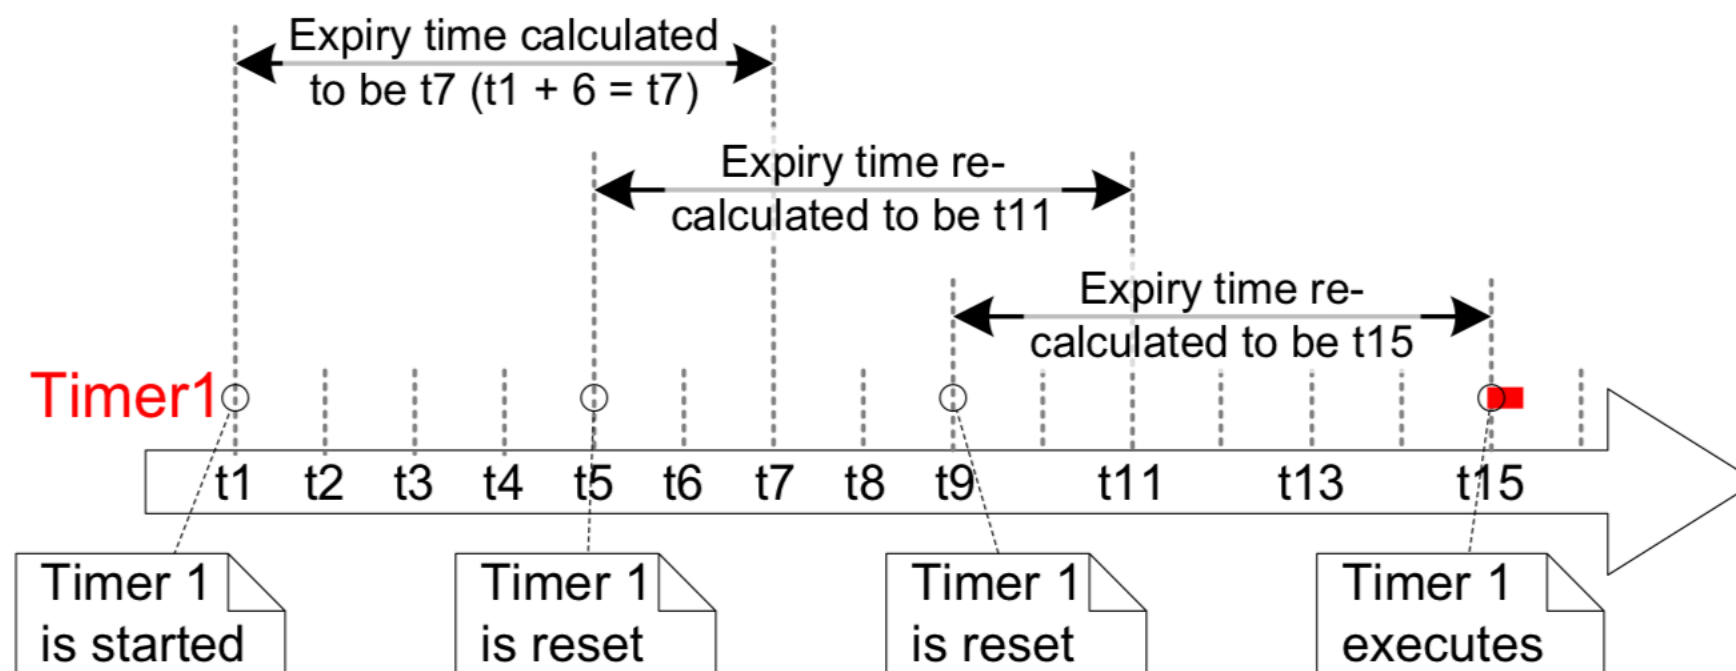 Expiry time calculated
to be t7 (t1 + 6 = t7)
Expiry time re-
calculated to be t11
Expiry time re-
calculated to be t15
Timer1
t1 t2 t3 t4 t5 t6 t7 t8 t9 t11 t13 t15
Timer 1
is started
Timer 1
is reset
Timer 1
is reset
Timer 1
executes